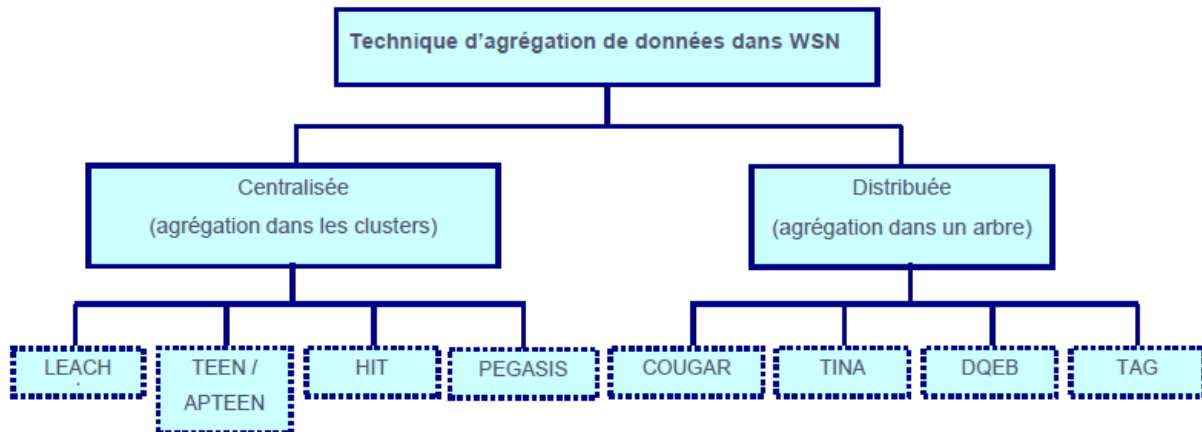 Technique d'agrégation de données dans WSN
Centralisée
(agrégation dans les clusters)
Distribuée
(agrégation dans un arbre)
LEACH
TEEN /
APTEEN
HIT
PEGASIS
COUGAR
TINA
DQEB
TAG